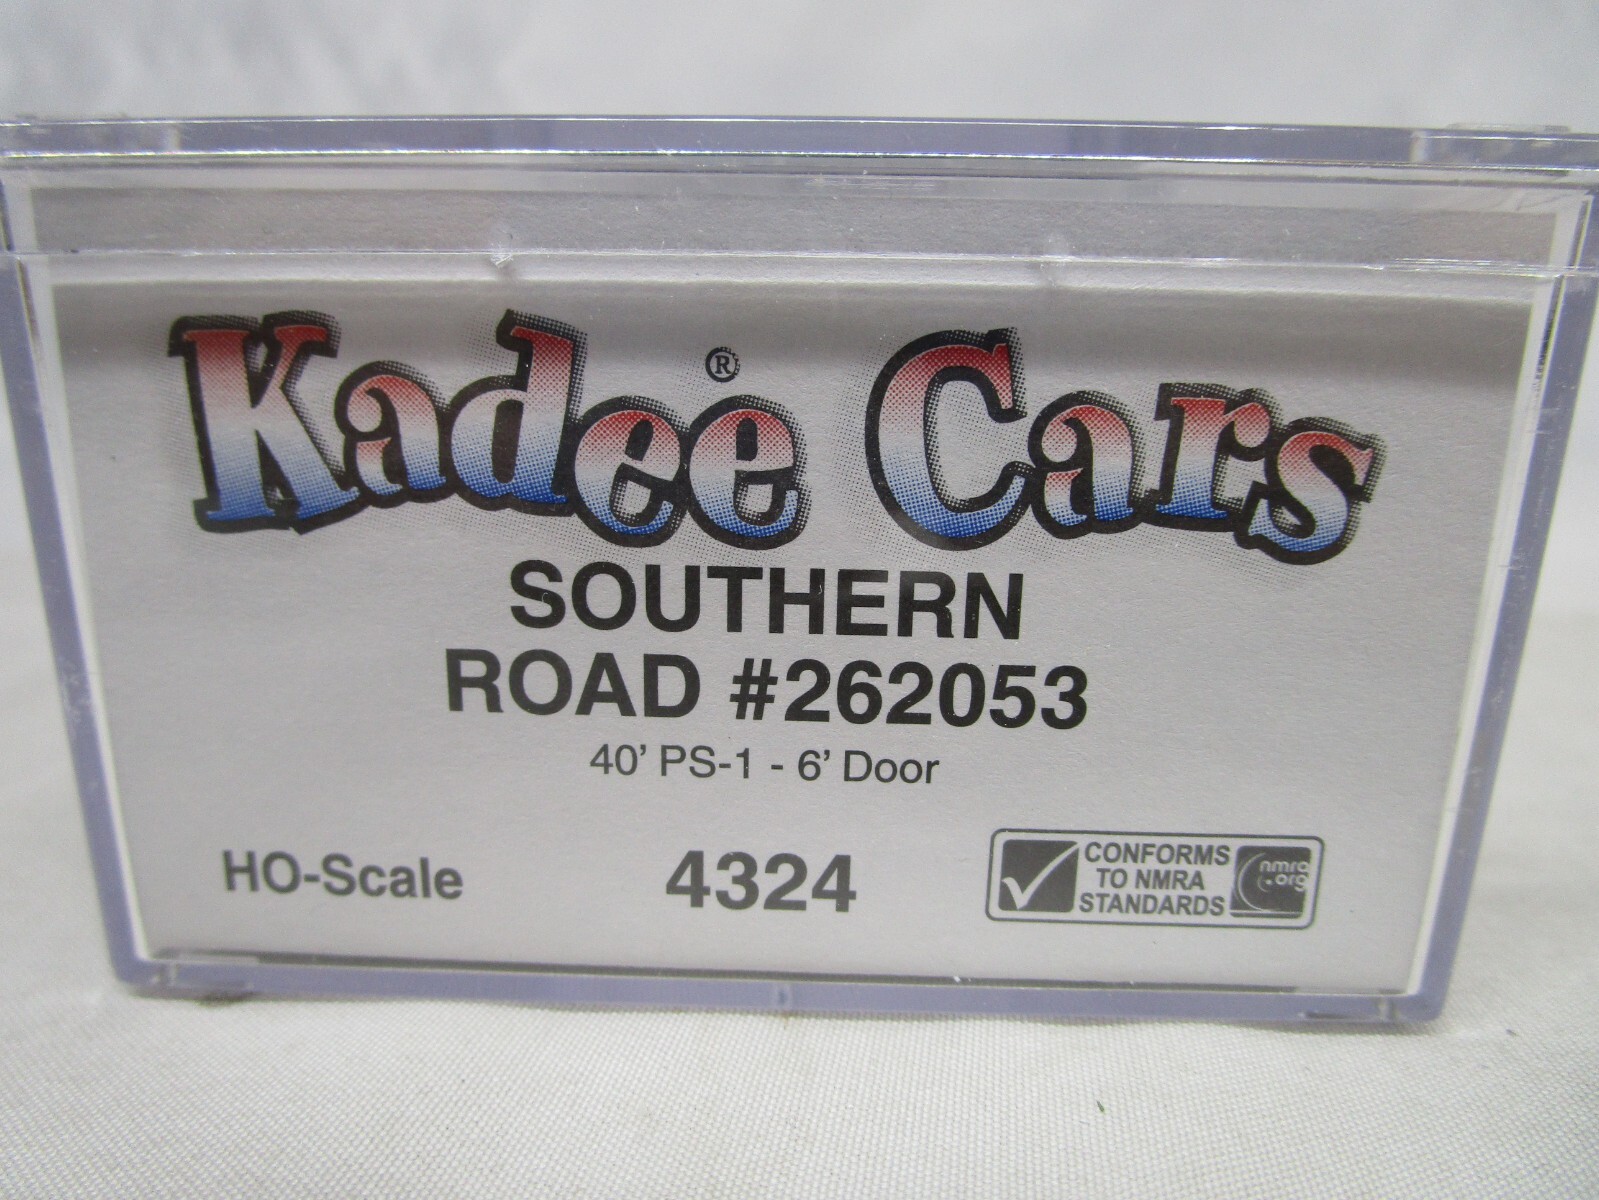 Kadee® Cars
SOUTHERN
ROAD #262053
40’ PS-1 - 6’ Door
HO-Scale
4324
CONFORMS
TO NMRA
STANDARDS
nmra
.org